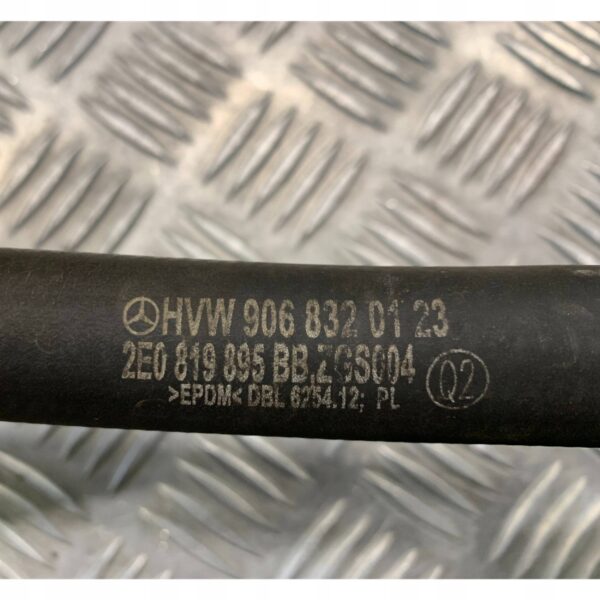 HVW 906 832 01 23
2E0 819 895 BB.ZGS004
>EPDM< DBL 6254.12; PL
Q2